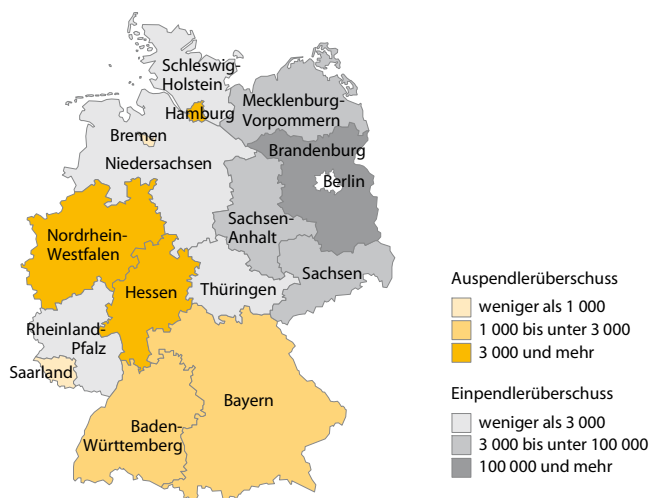 Schleswig-
Holstein
Mecklenburg-
Vorpommern
Hamburg
Bremen
Brandenburg
Niedersachsen
Berlin
Sachsen-
Anhalt
Nordrhein-
Westfalen
Sachsen
Hessen
Thüringen
Rheinland-
Pfalz
Saarland
Bayern
Baden-
Württemberg
Auspendlerüberschuss
weniger als 1 000
1 000 bis unter 3 000
3 000 und mehr
Einpendlerüberschuss
weniger als 3 000
3 000 bis unter 100 000
100 000 und mehr